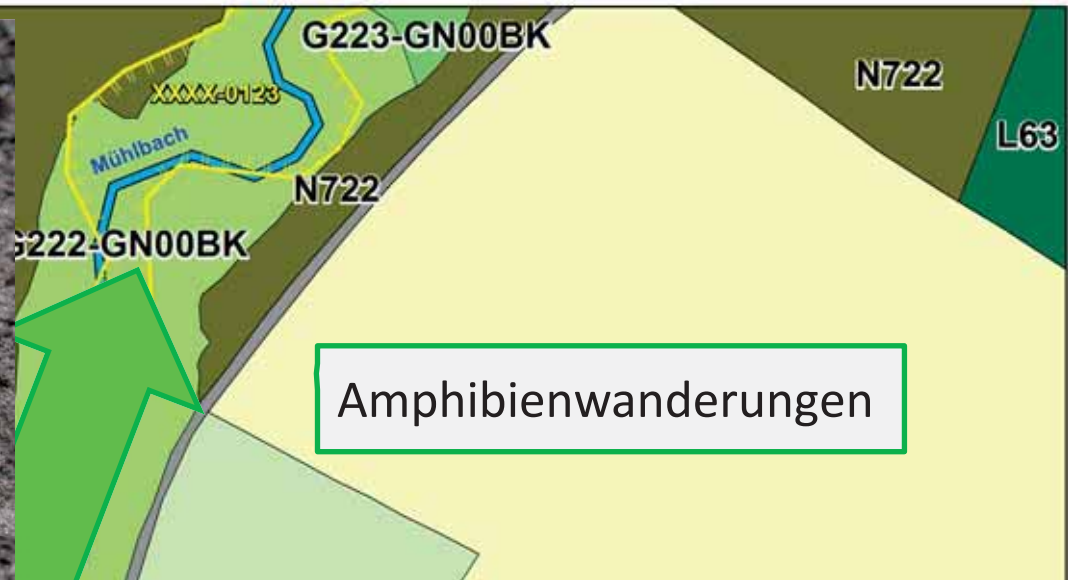 G223-GN00BK
N722
XXXX-0123
L63
Mühlbach
N722
G222-GN00BK
Amphibienwanderungen